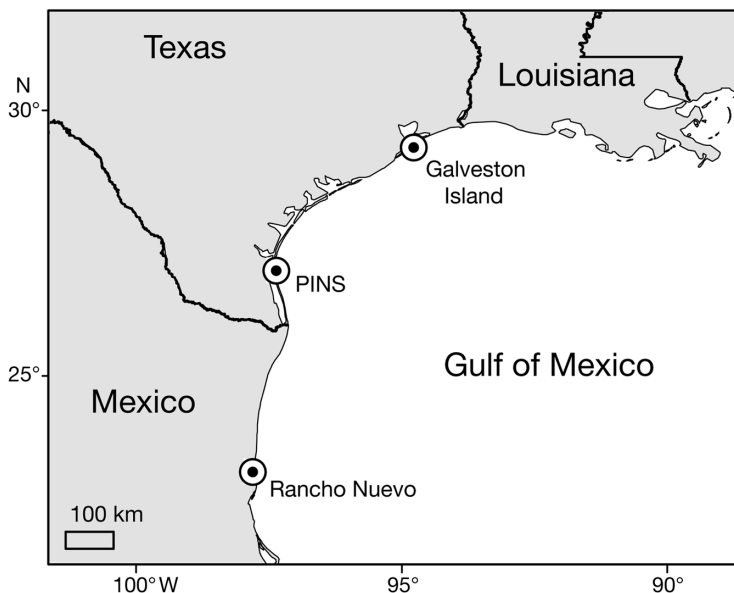 Texas
Louisiana
N
30°
Galveston
Island
PINS
25°
Gulf of Mexico
Mexico
Rancho Nuevo
100 km
100° W
95°
90°